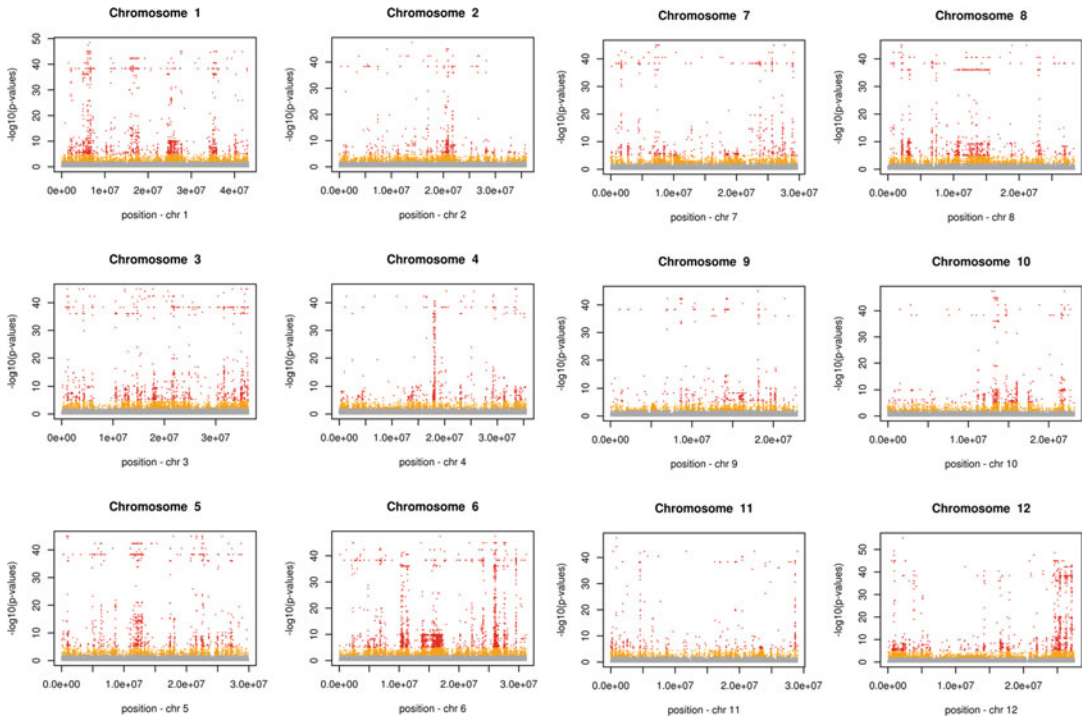 Chromosome 1
-log10(p-values)
50
40
30
20
10
0
0e+00 1e+07 2e+07 3e+07 4e+07
position - chr 1
Chromosome 2
-log10(p-values)
40
30
20
10
0
0.0e+00 1.5e+07 3.0e+07
position - chr 2
Chromosome 7
-log10(p-values)
40
30
20
10
0
0.0e+00 1.0e+07 2.0e+07 3.0e+07
position - chr 7
Chromosome 8
-log10(p-values)
40
30
20
10
0
0.0e+00 1.0e+07 2.0e+07
position - chr 8
Chromosome 3
-log10(p-values)
40
30
20
10
0
0e+00 1e+07 2e+07 3e+07
position - chr 3
Chromosome 4
-log10(p-values)
40
30
20
10
0
0.0e+00 1.5e+07 3.0e+07
position - chr 4
Chromosome 9
-log10(p-values)
40
30
20
10
0
0.0e+00 1.0e+07 2.0e+07
position - chr 9
Chromosome 10
-log10(p-values)
40
30
20
10
0
0.0e+00 1.0e+07 2.0e+07
position - chr 10
Chromosome 5
-log10(p-values)
40
30
20
10
0
0.0e+00 1.0e+07 2.0e+07 3.0e+07
position - chr 5
Chromosome 6
-log10(p-values)
40
30
20
10
0
0.0e+00 1.0e+07 2.0e+07 3.0e+07
position - chr 6
Chromosome 11
-log10(p-values)
40
30
20
10
0
0.0e+00 1.0e+07 2.0e+07 3.0e+07
position - chr 11
Chromosome 12
-log10(p-values)
50
40
30
20
10
0
0.0e+00 1.0e+07 2.0e+07
position - chr 12